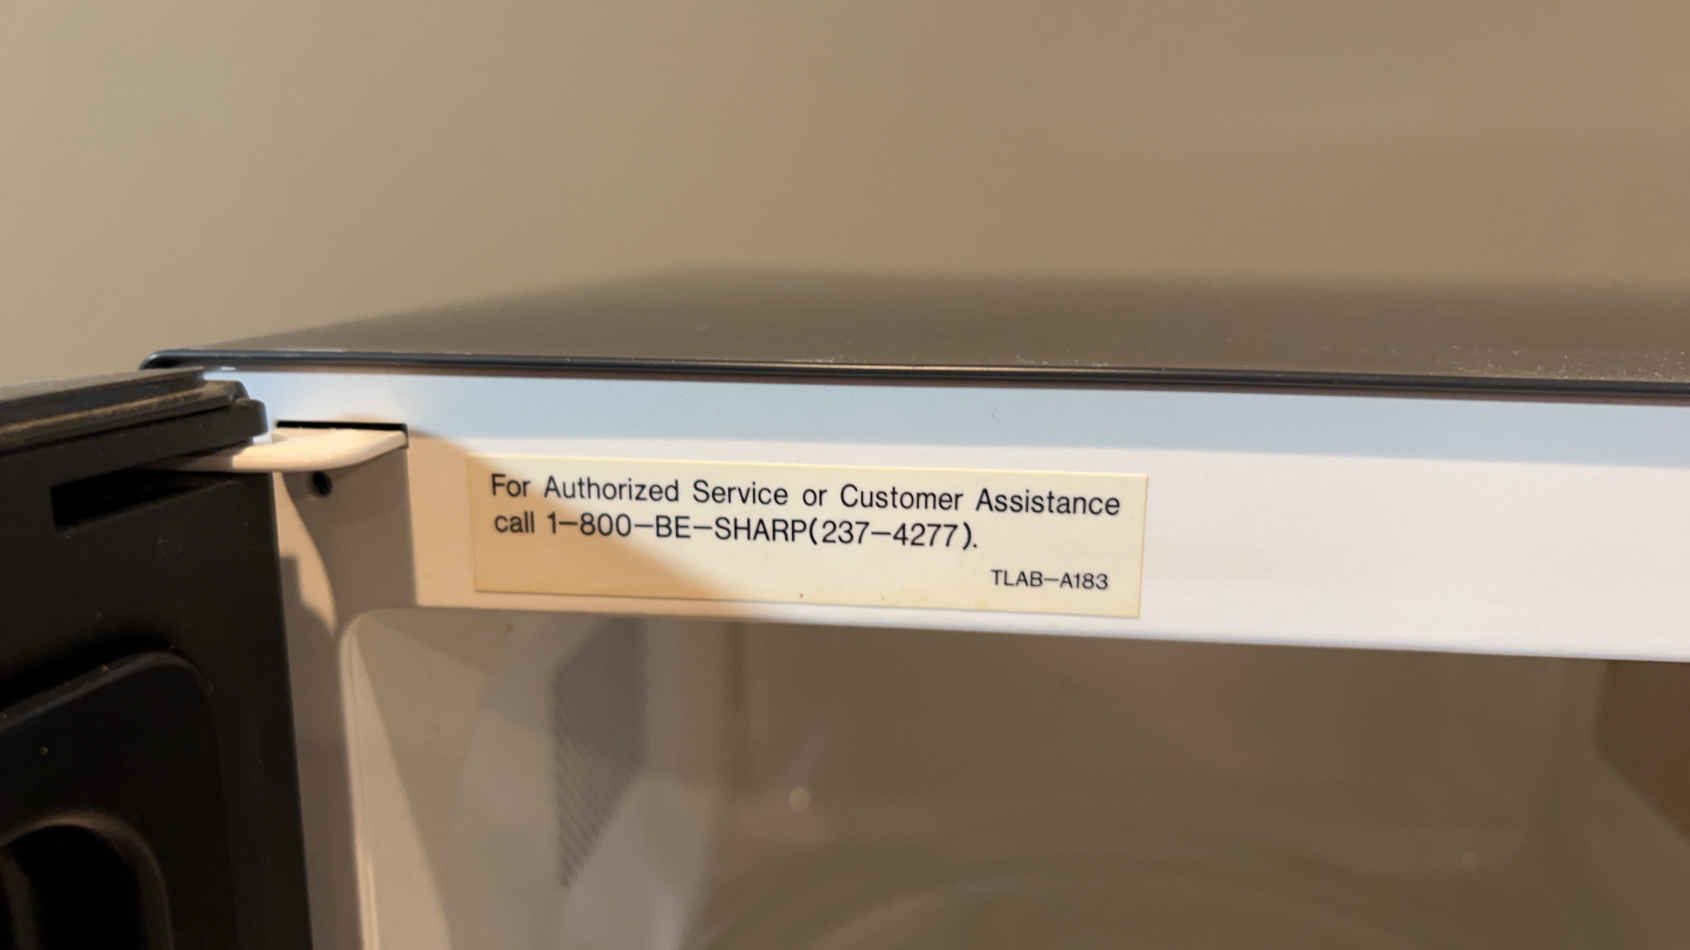 For Authorized Service or Customer Assistance
call 1-800-BE-SHARP(237-4277).
TLAB-A183